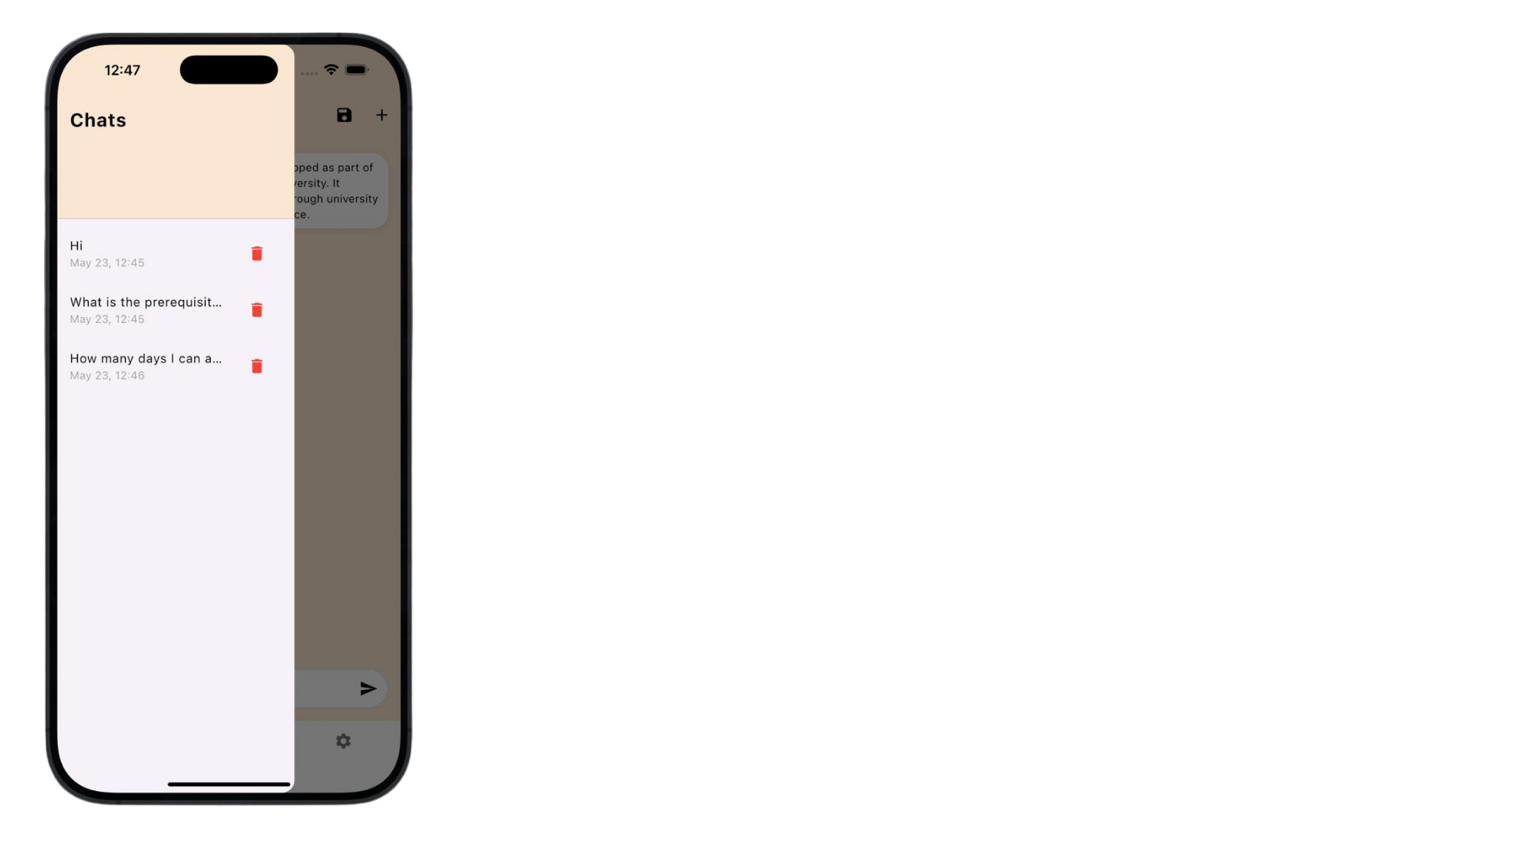 12:47
Chats
pped as part of
versity. It
rough university
ce.
Hi
May 23, 12:45
What is the prerequisit...
May 23, 12:45
How many days I can a...
May 23, 12:46